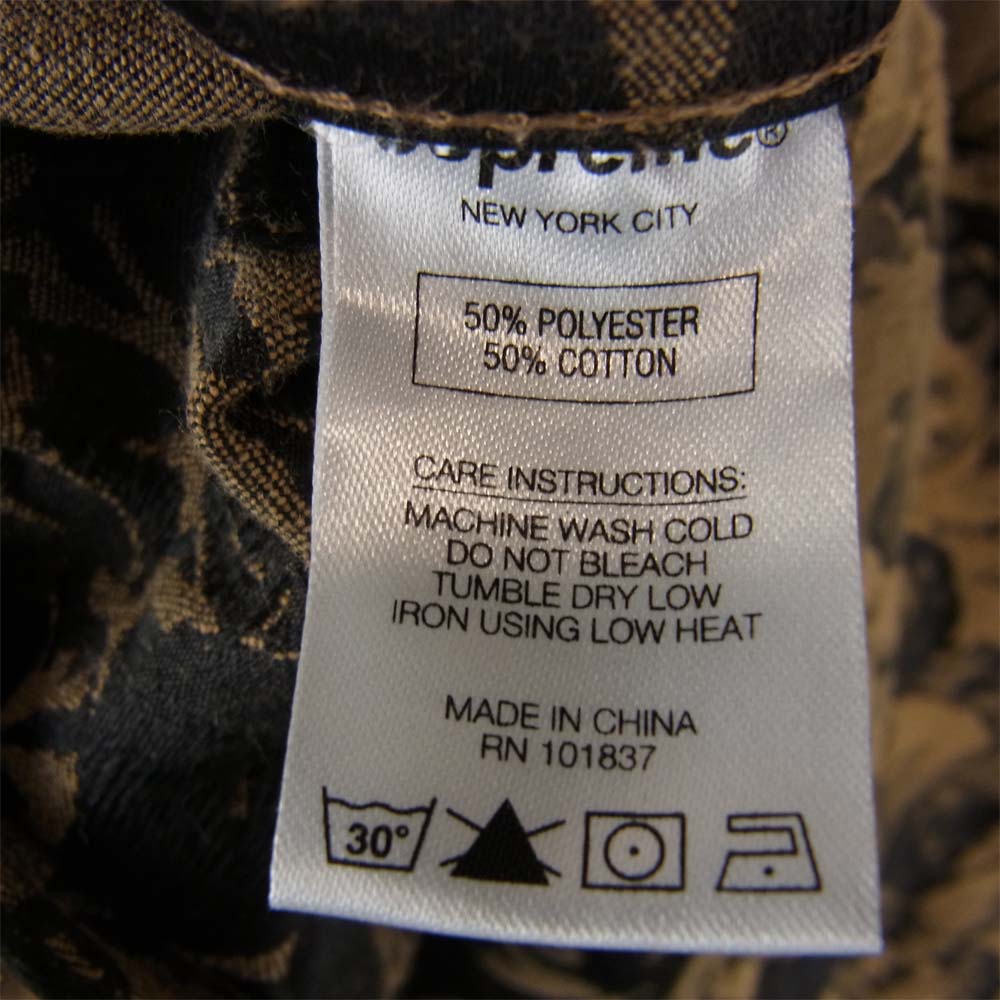 Supreme®
NEW YORK CITY
50% POLYESTER
50% COTTON
CARE INSTRUCTIONS:
MACHINE WASH COLD
DO NOT BLEACH
TUMBLE DRY LOW
IRON USING LOW HEAT
MADE IN CHINA
RN 101837
30°